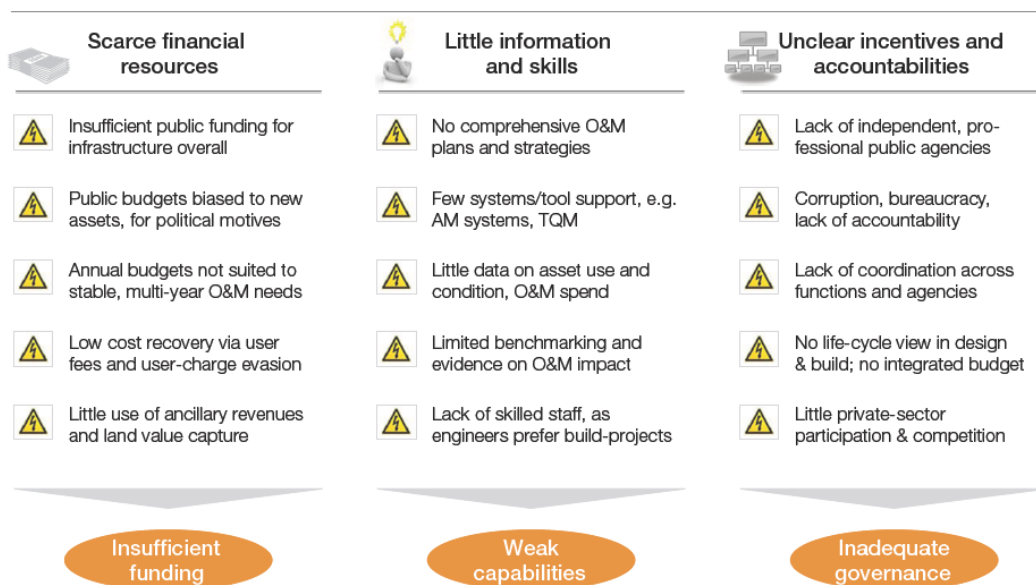 Scarce financial
resources
Insufficient public funding for
infrastructure overall
Public budgets biased to new
assets, for political motives
Annual budgets not suited to
stable, multi-year O&M needs
Low cost recovery via user
fees and user-charge evasion
Little use of ancillary revenues
and land value capture
Insufficient
funding
Little information
and skills
No comprehensive O&M
plans and strategies
Few systems/tool support, e.g.
AM systems, TQM
Little data on asset use and
condition, O&M spend
Limited benchmarking and
evidence on O&M impact
Lack of skilled staff, as
engineers prefer build-projects
Weak
capabilities
Unclear incentives and
accountabilities
Lack of independent, pro-
fessional public agencies
Corruption, bureaucracy,
lack of accountability
Lack of coordination across
functions and agencies
No life-cycle view in design
& build; no integrated budget
Little private-sector
participation & competition
Inadequate
governance